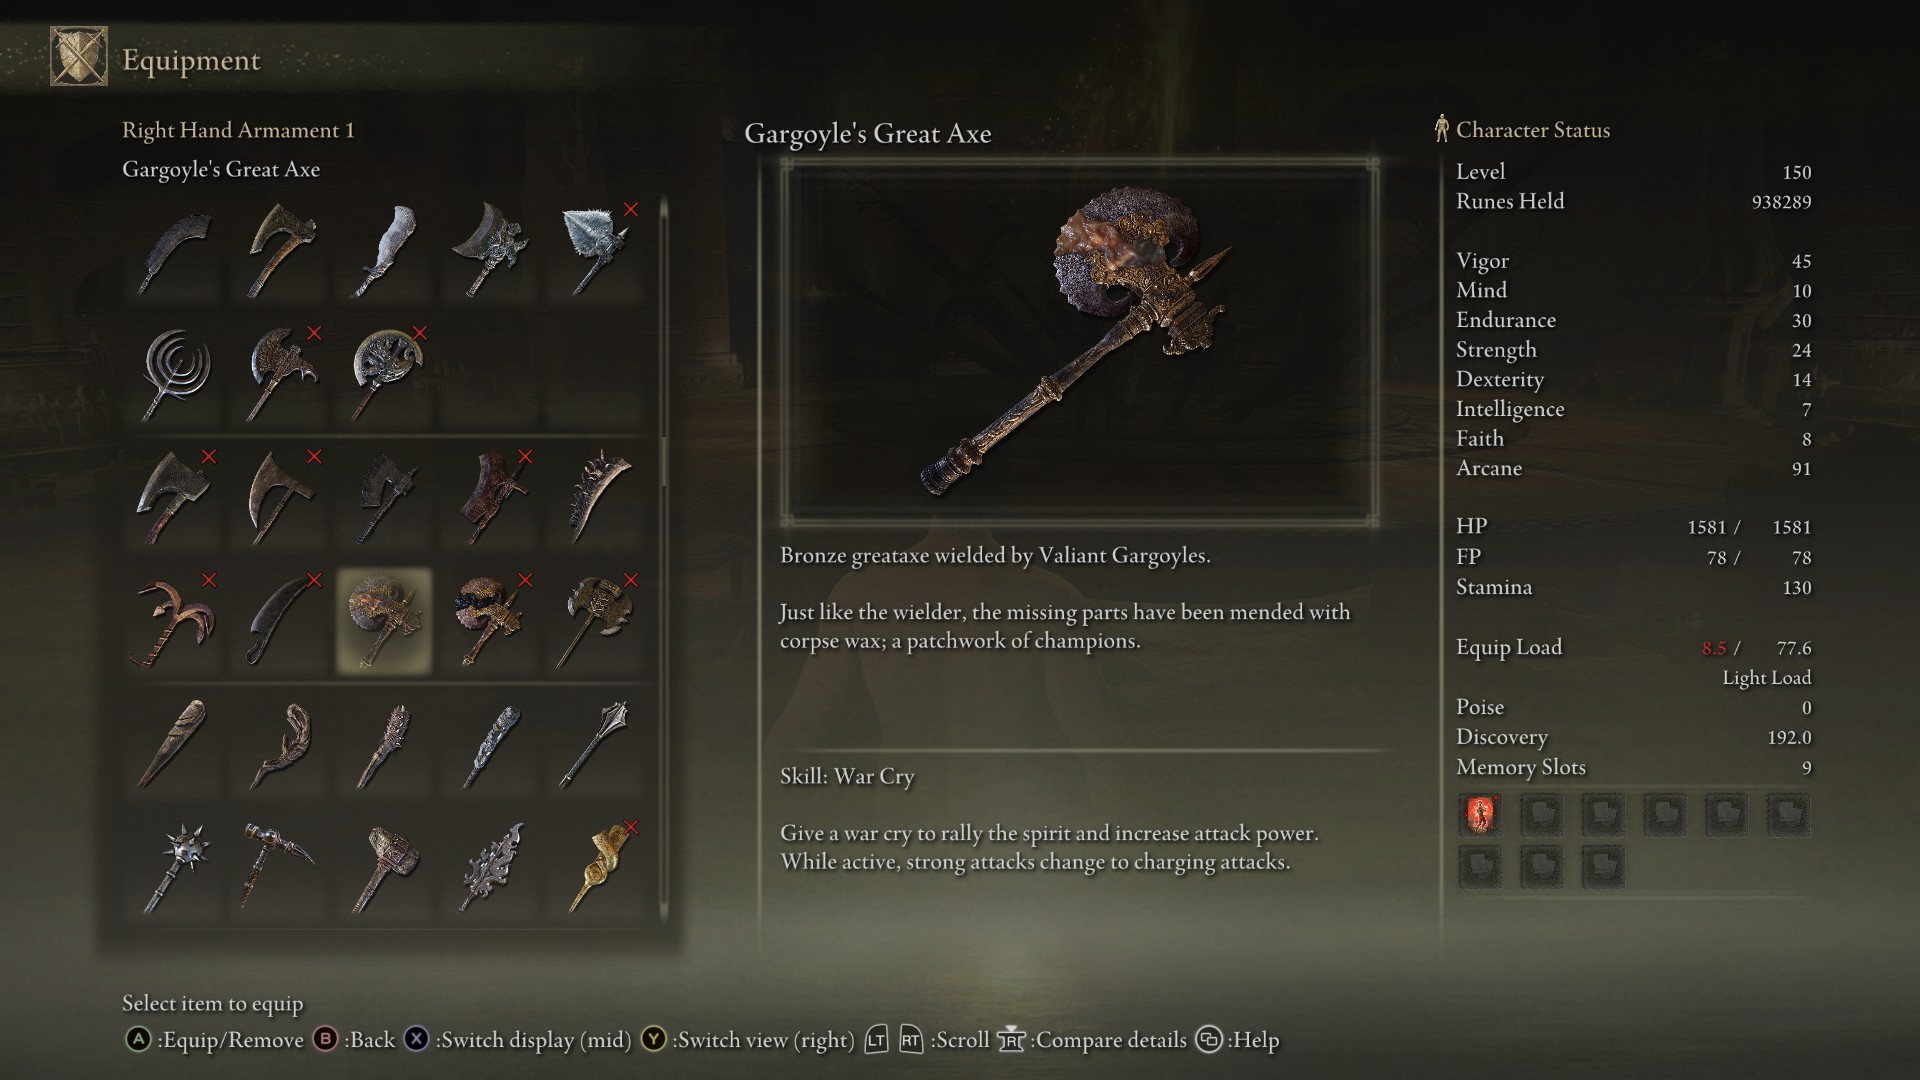 Equipment
Right Hand Armament 1
Gargoyle's Great Axe
Gargoyle's Great Axe
Bronze greataxe wielded by Valiant Gargoyles.
Just like the wielder, the missing parts have been mended with
corpse wax; a patchwork of champions.
Skill: War Cry
Give a war cry to rally the spirit and increase attack power.
While active, strong attacks change to charging attacks.
Character Status
Level 150
Runes Held 938289
Vigor 45
Mind 10
Endurance 30
Strength 24
Dexterity 14
Intelligence 7
Faith 8
Arcane 91
HP 1581 / 1581
FP 78 / 78
Stamina 130
Equip Load 8.5 / 77.6
Light Load
Poise 0
Discovery 192.0
Memory Slots 9
Select item to equip
A :Equip/Remove B :Back X :Switch display (mid) Y :Switch view (right) LT RT :Scroll R :Compare details :Help